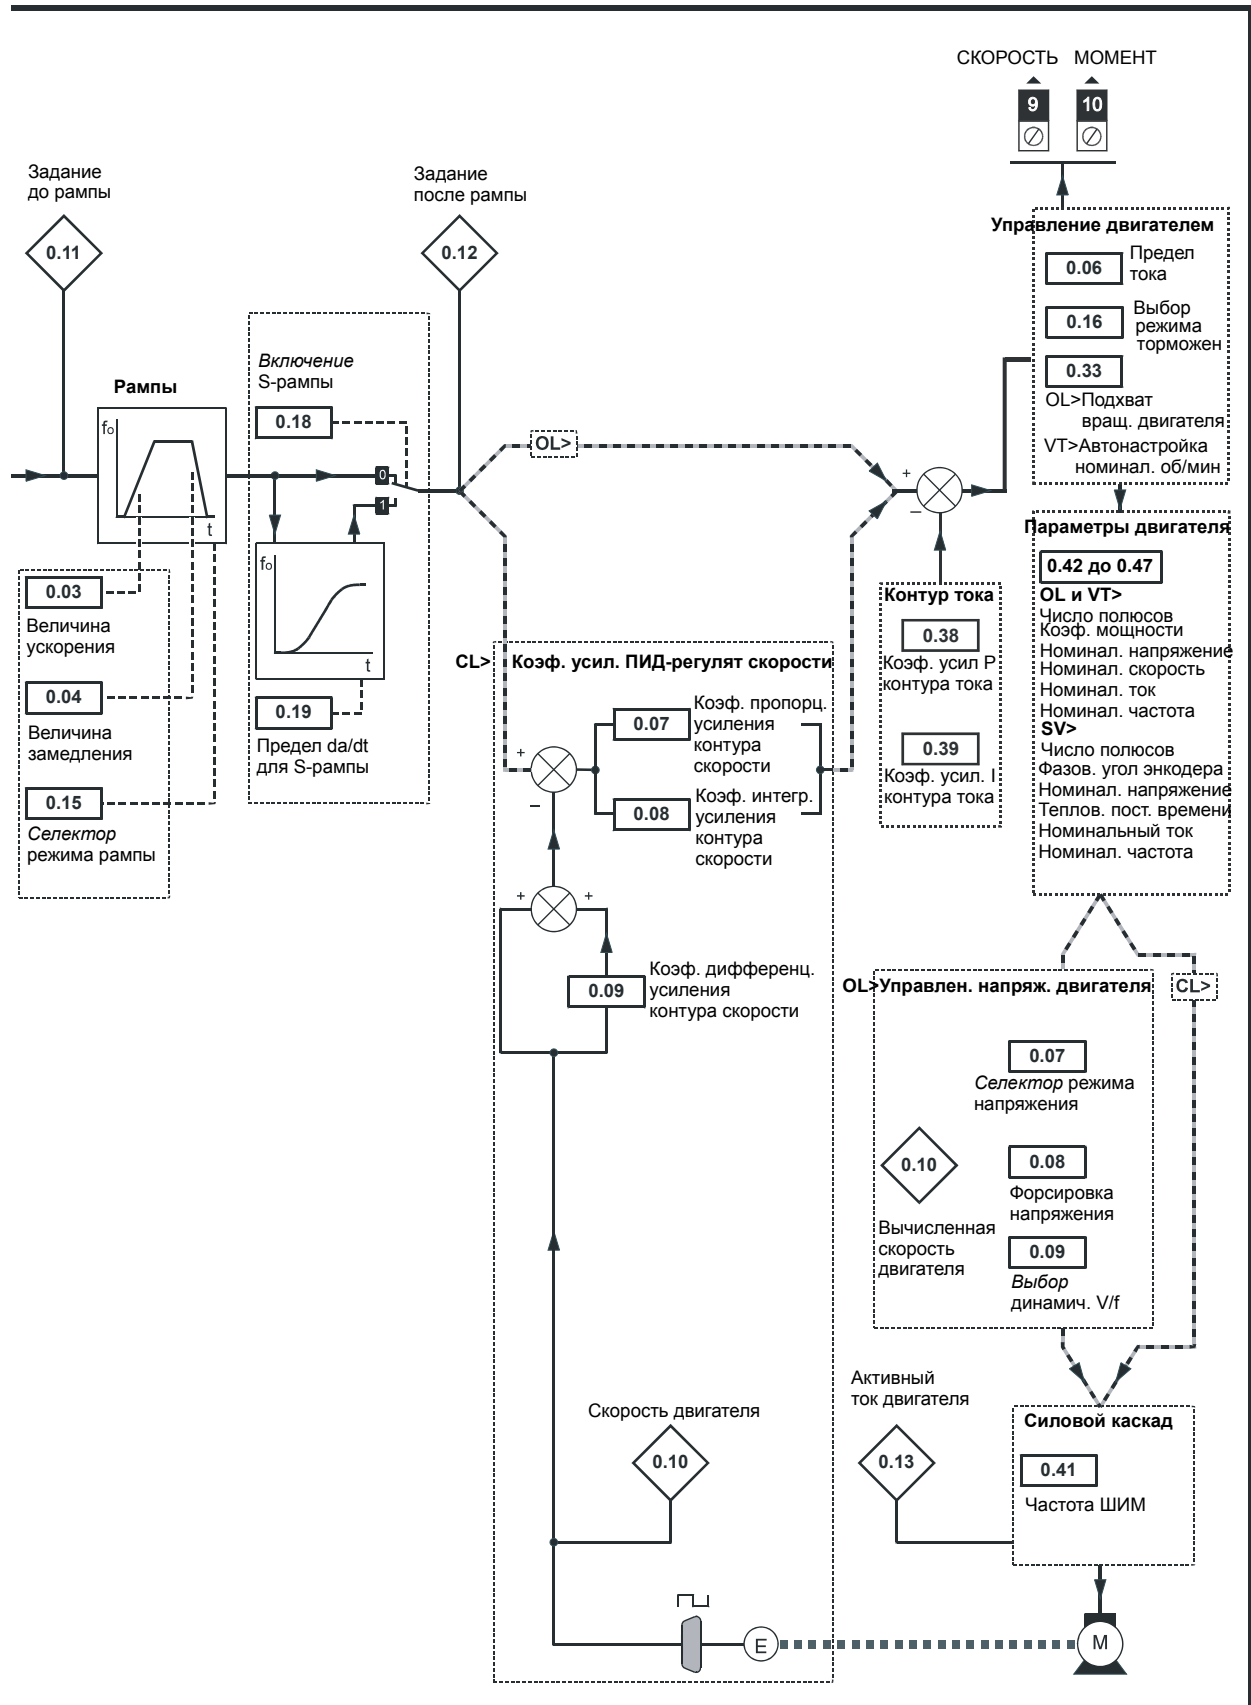 СКОРОСТЬ МОМЕНТ
9 10
Задание
до рампы
0.11
Задание
после рампы
0.12
Управление двигателем
0.06
Предел
тока
0.16
Выбор
режима
торможен
0.33
OL>Подхват
вращ. двигателя
VT>Автонастройка
номинал. об/мин
Включение
S-рампы
0.18
Рампы
fo
t
0
1
OL>
+
−
fo
t
0.03
Величина
ускорения
0.04
Величина
замедления
0.15
Селектор
режима рампы
0.19
Предел da/dt
для S-рампы
CL>
Коэф. усил. ПИД-регулят скорости
0.07
Коэф. пропорц.
усиления
контура
скорости
0.08
Коэф. интегр.
усиления
контура
скорости
+
−
+ +
0.09
Коэф. дифференц.
усиления
контура скорости
Контур тока
0.38
Коэф. усил P
контура тока
0.39
Коэф. усил. I
контура тока
Параметры двигателя
0.42 до 0.47
OL и VT>
Число полюсов
Коэф. мощности
Номинал. напряжение
Номинал. скорость
Номинал. ток
Номинал. частота
SV>
Число полюсов
Фазов. угол энкодера
Номинал. напряжение
Теплов. пост. времени
Номинальный ток
Номинал. частота
OL>Управлен. напряж. двигателя
CL>
0.07
Селектор режима
напряжения
0.10
Вычисленная
скорость
двигателя
0.08
Форсировка
напряжения
0.09
Выбор
динамич. V/f
Скорость двигателя
0.10
Активный
ток двигателя
0.13
Силовой каскад
0.41
Частота ШИМ
E
M